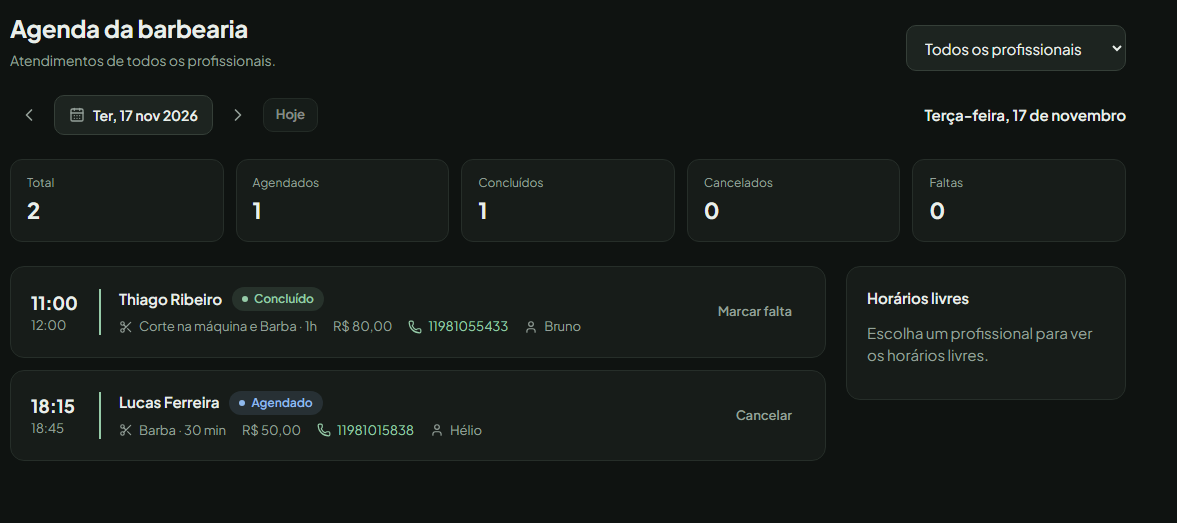 Agenda da barbearia
Atendimentos de todos os profissionais.
Todos os profissionais
Ter, 17 nov 2026
Hoje
Terça-feira, 17 de novembro
Total
2
Agendados
1
Concluídos
1
Cancelados
0
Faltas
0
11:00
12:00
Thiago Ribeiro
Concluído
Corte na máquina e Barba · 1h R$ 80,00 11981055433 Bruno
Marcar falta
18:15
18:45
Lucas Ferreira
Agendado
Barba · 30 min R$ 50,00 11981015838 Hélio
Cancelar
Horários livres
Escolha um profissional para ver
os horários livres.